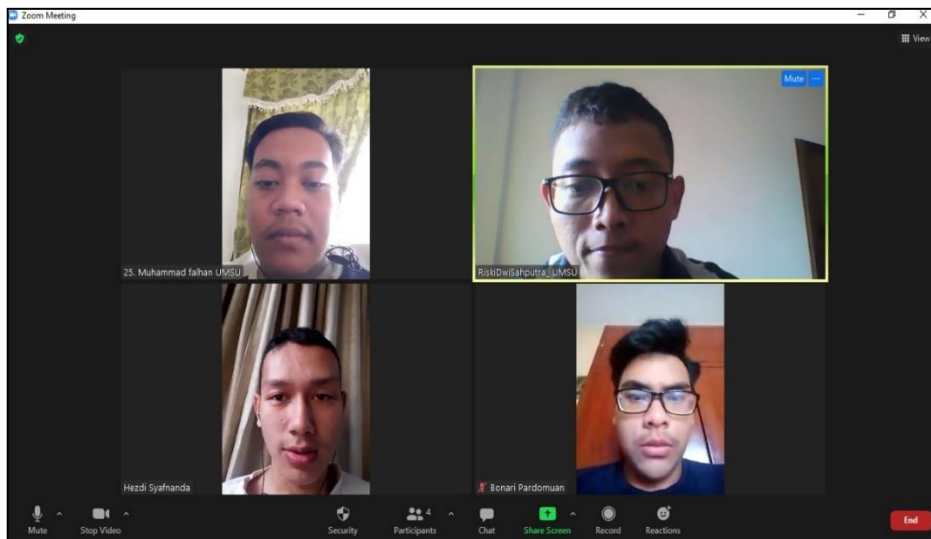 Zoom Meeting
View
Mute ...
25. Muhammad falhan UMSU
RiskiDwiSahputra_UMSU
Hezdi Syafnanda
Bonari Pardomuan
Mute
Stop Video
Security
Participants
4
Chat
Share Screen
Record
Reactions
End